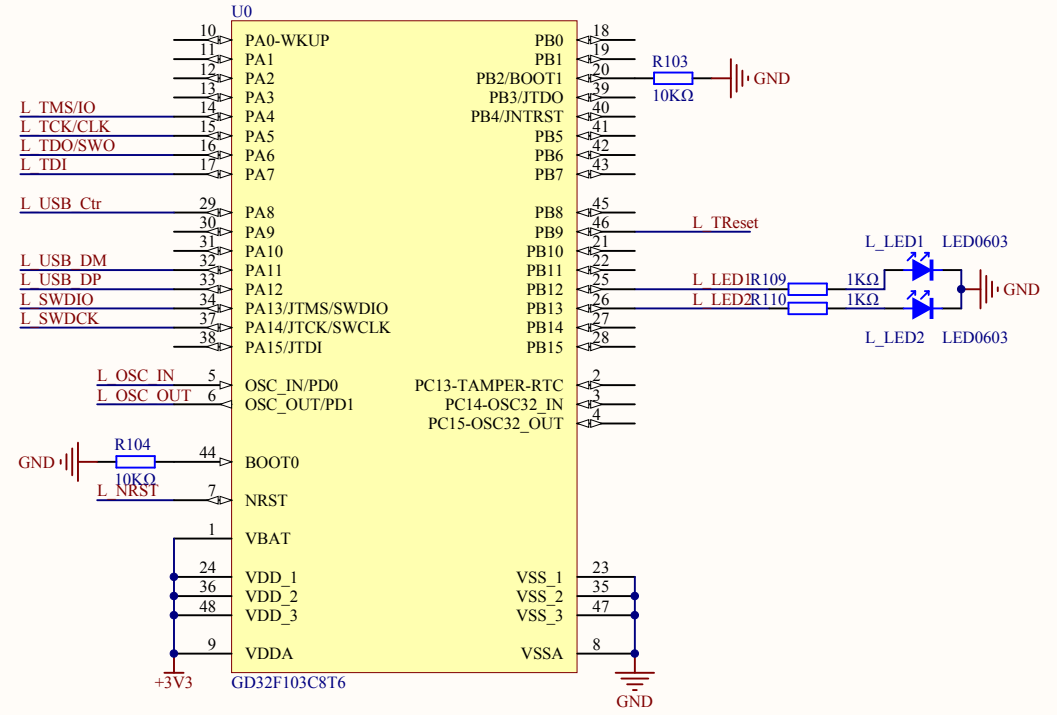 U0
10 PA0-WKUP PB0 18
11 PA1 PB1 19
12 PA2 PB2/BOOT1 20 R103 GND
13 PA3 PB3/JTDO 39 10KΩ
L_TMS/IO 14 PA4 PB4/JNTRST 40
L_TCK/CLK 15 PA5 PB5 41
L_TDO/SWO 16 PA6 PB6 42
L_TDI 17 PA7 PB7 43
L_USB_Ctr 29 PA8 PB8 45
30 PA9 PB9 46 L_TReset
31 PA10 PB10 21 L_LED1 LED0603
L_USB_DM 32 PA11 PB11 22
L_USB_DP 33 PA12 PB12 25 L_LED1 R109 1KΩ GND
L_SWDIO 34 PA13/JTMS/SWDIO PB13 26 L_LED2 R110 1KΩ
L_SWDCK 37 PA14/JTCK/SWCLK PB14 27
38 PA15/JTDI PB15 28 L_LED2 LED0603
L_OSC_IN 5 OSC_IN/PD0 PC13-TAMPER-RTC 2
L_OSC_OUT 6 OSC_OUT/PD1 PC14-OSC32_IN 3
PC15-OSC32_OUT 4
R104
GND 44 BOOT0
10KΩ
L_NRST 7 NRST
1 VBAT
24 VDD_1 VSS_1 23
36 VDD_2 VSS_2 35
48 VDD_3 VSS_3 47
9 VDDA VSSA 8
+3V3 GD32F103C8T6
GND